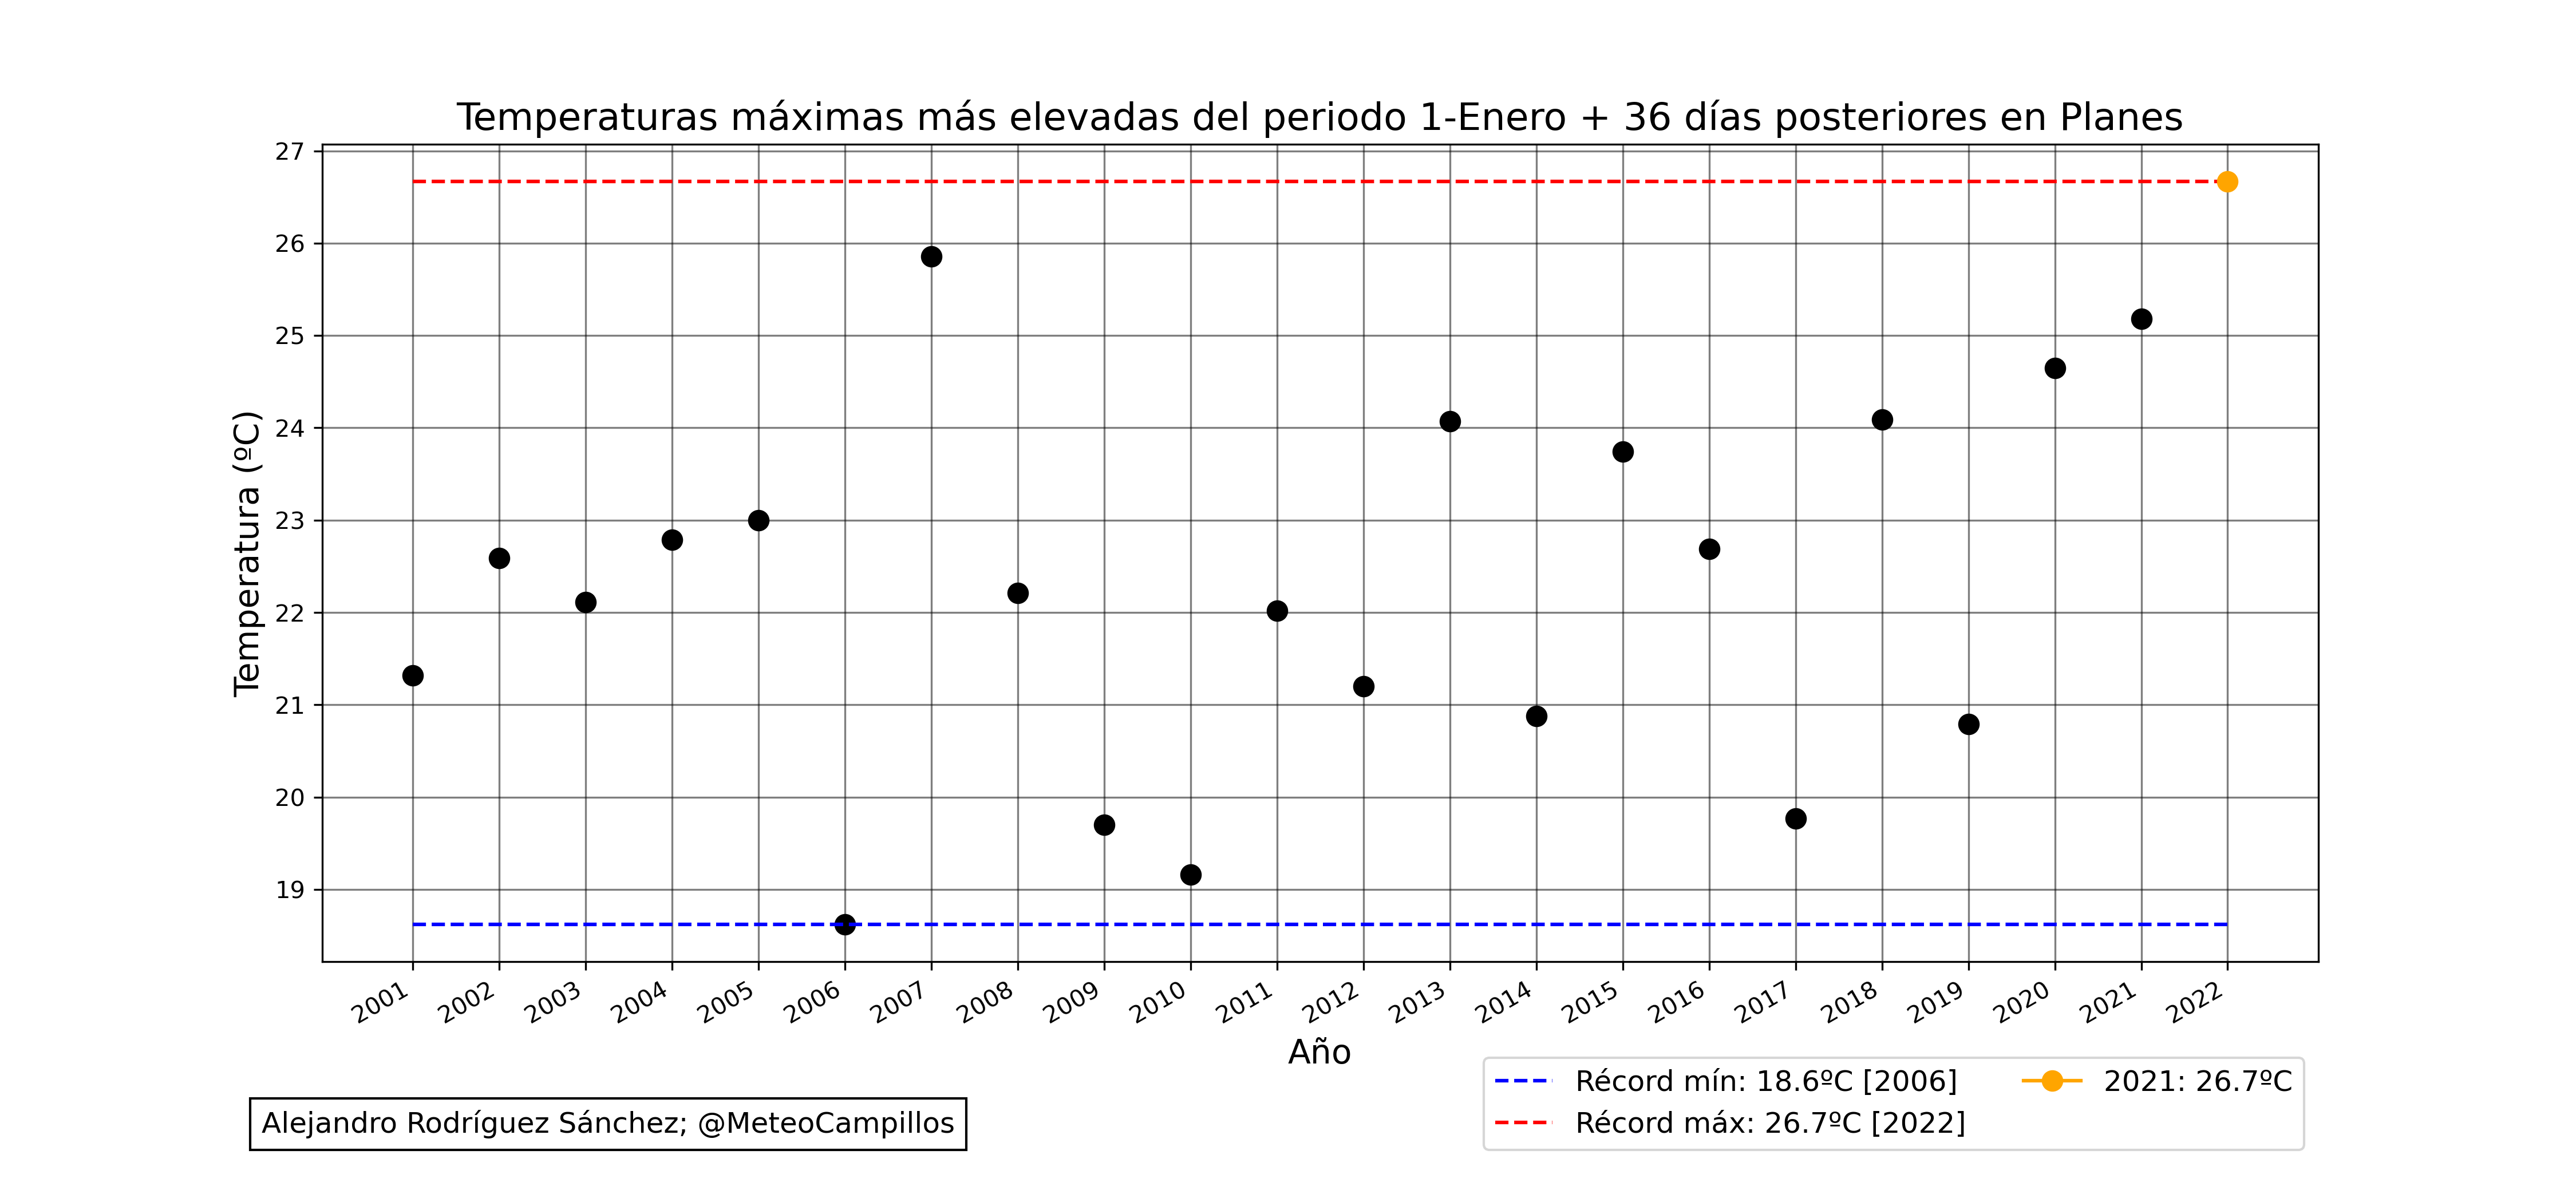 Temperaturas máximas más elevadas del periodo 1-Enero + 36 días posteriores en Planes
Temperatura (ºC)
27
26
25
24
23
22
21
20
19
2001 2002 2003 2004 2005 2006 2007 2008 2009 2010 2011 2012 2013 2014 2015 2016 2017 2018 2019 2020 2021 2022
Año
Récord mín: 18.6ºC [2006]
Récord máx: 26.7ºC [2022]
2021: 26.7ºC
Alejandro Rodríguez Sánchez; @MeteoCampillos